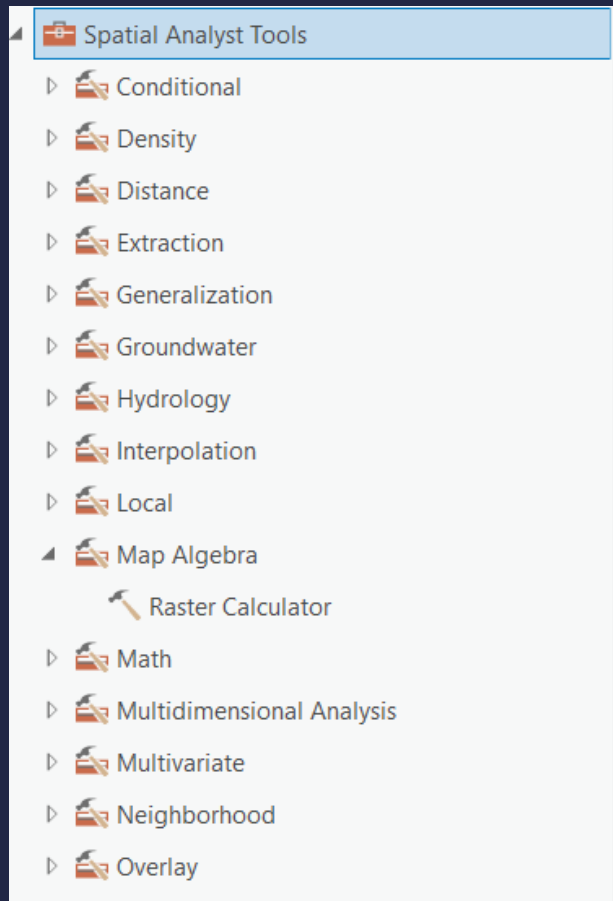 Spatial Analyst Tools
Conditional
Density
Distance
Extraction
Generalization
Groundwater
Hydrology
Interpolation
Local
Map Algebra
Raster Calculator
Math
Multidimensional Analysis
Multivariate
Neighborhood
Overlay